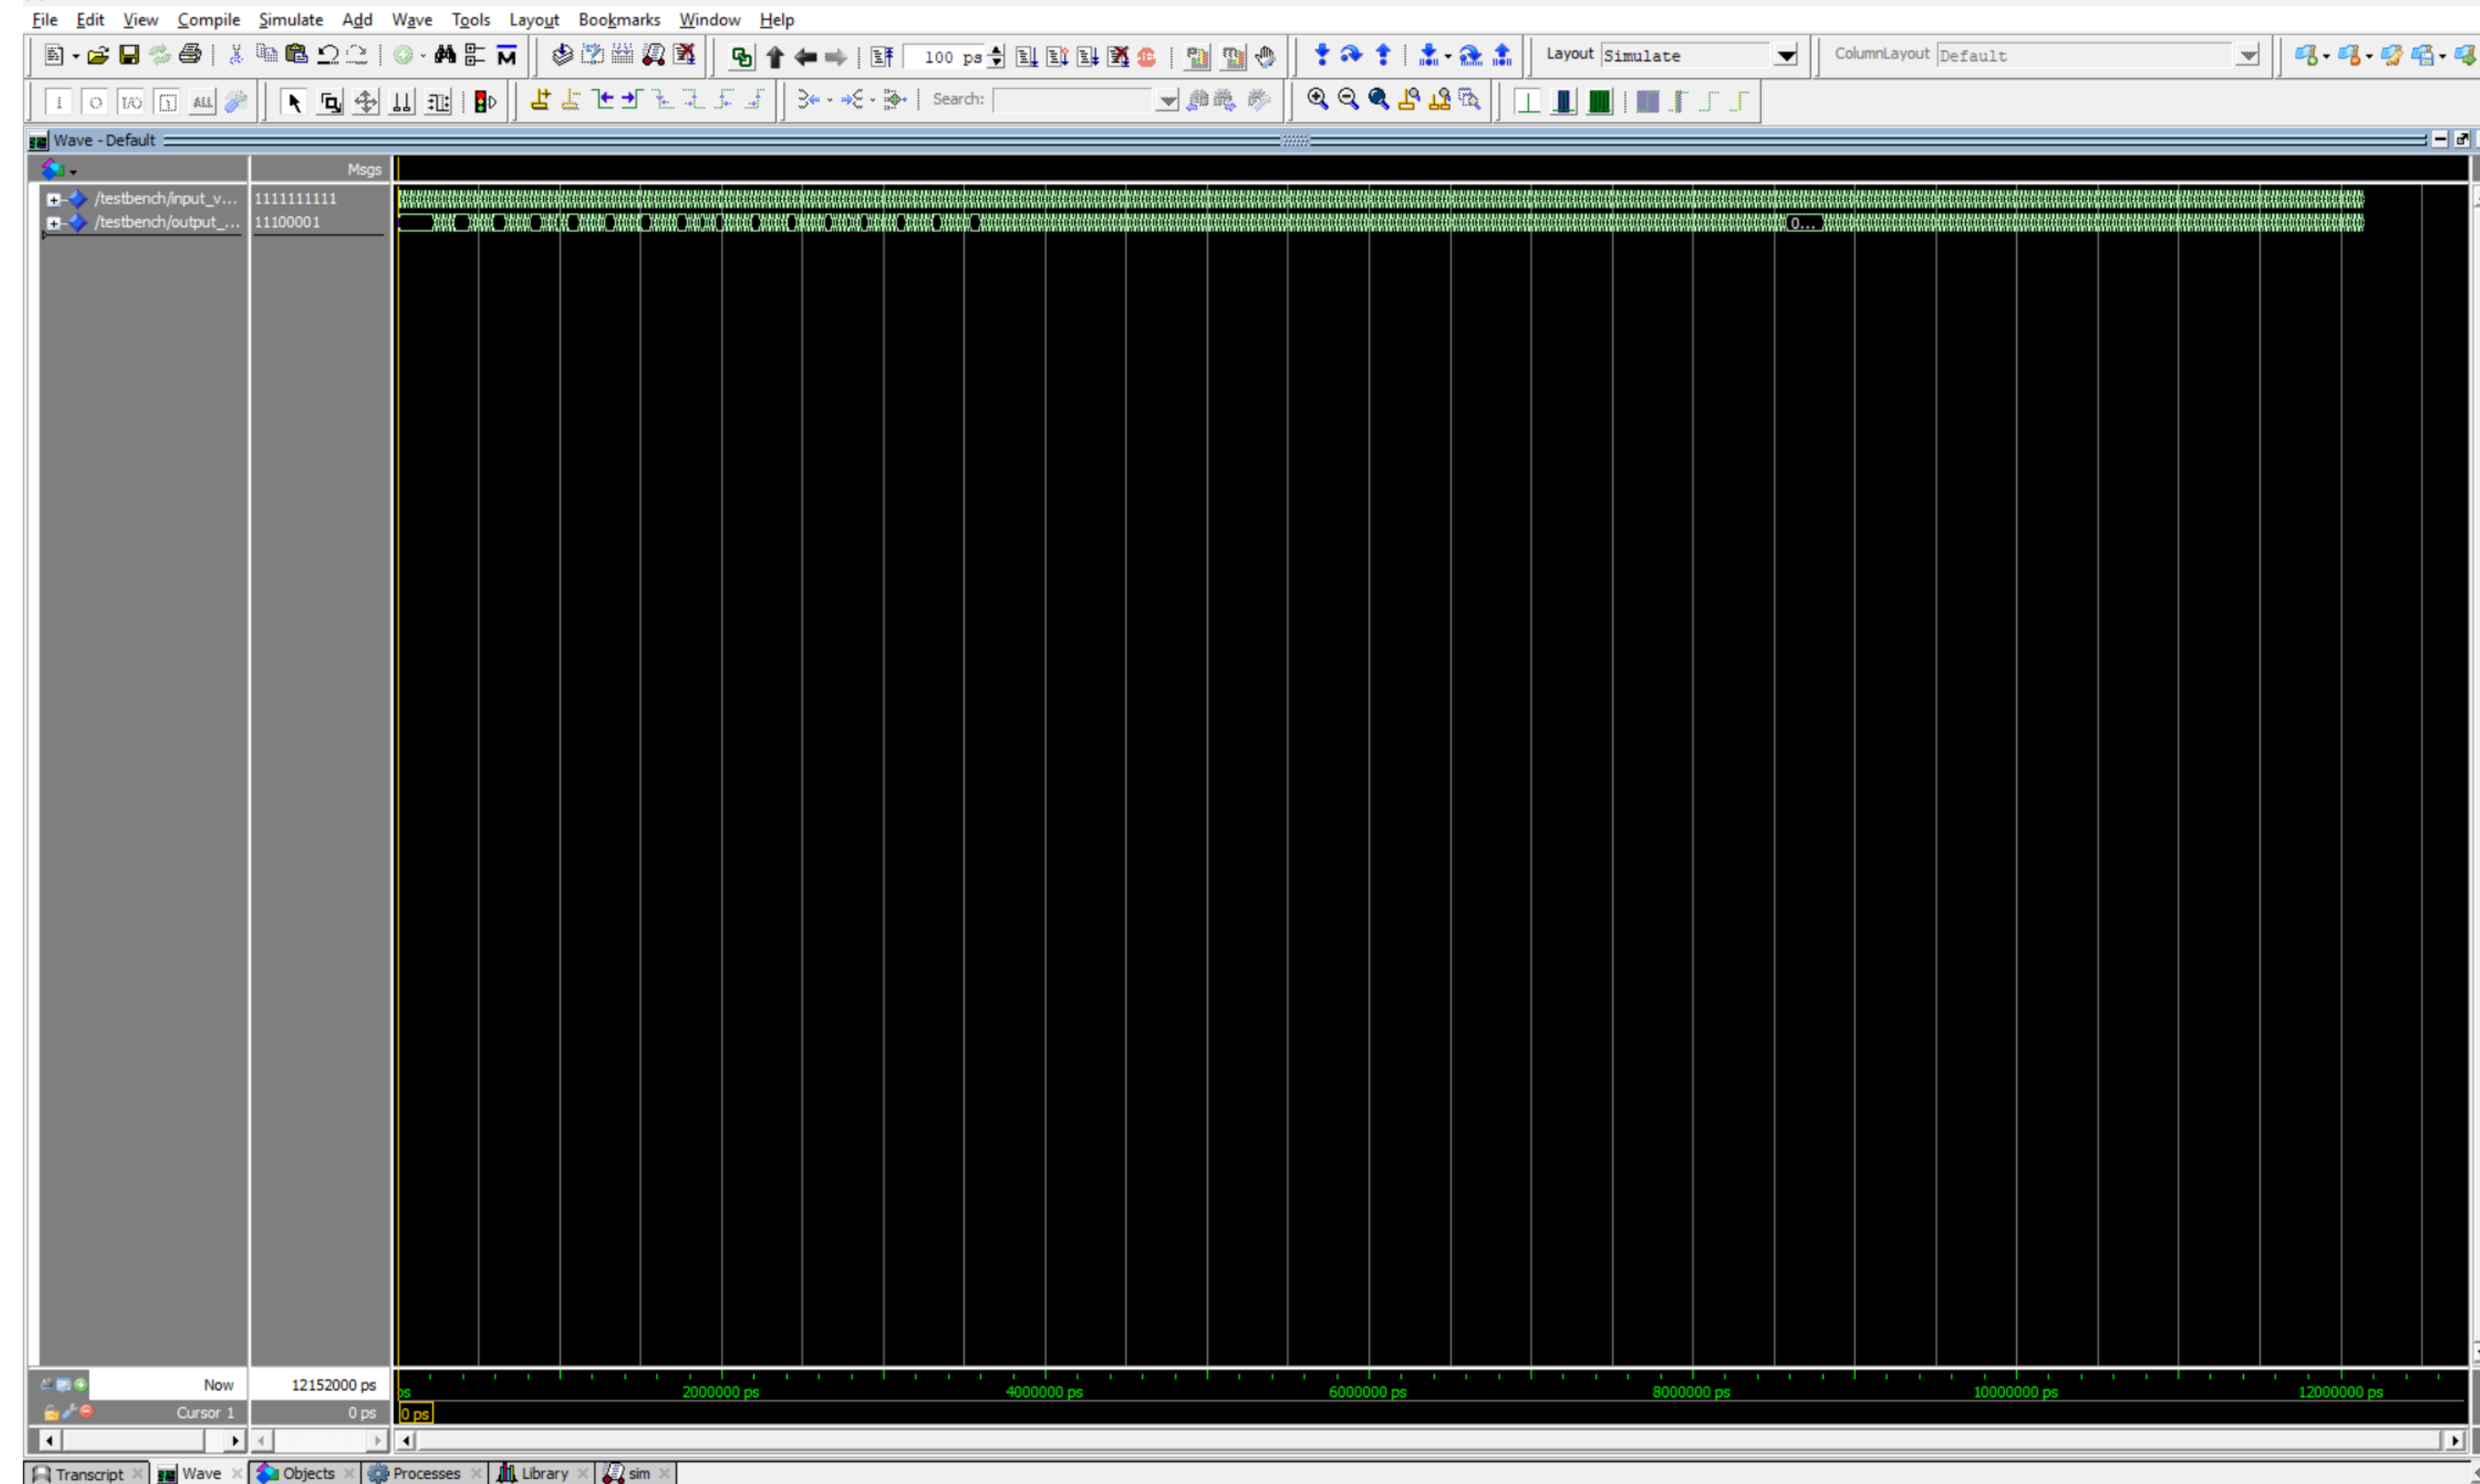 File Edit View Compile Simulate Add Wave Tools Layout Bookmarks Window Help
100 ps Layout Simulate ColumnLayout Default
I O I/O ALL Search:
Wave - Default
Msgs
/testbench/input_v... 1111111111
/testbench/output_... 11100001
0...
Now 12152000 ps
ps 2000000 ps 4000000 ps 6000000 ps 8000000 ps 10000000 ps 12000000 ps
Cursor 1 0 ps 0 ps
Transcript Wave Objects Processes Library sim